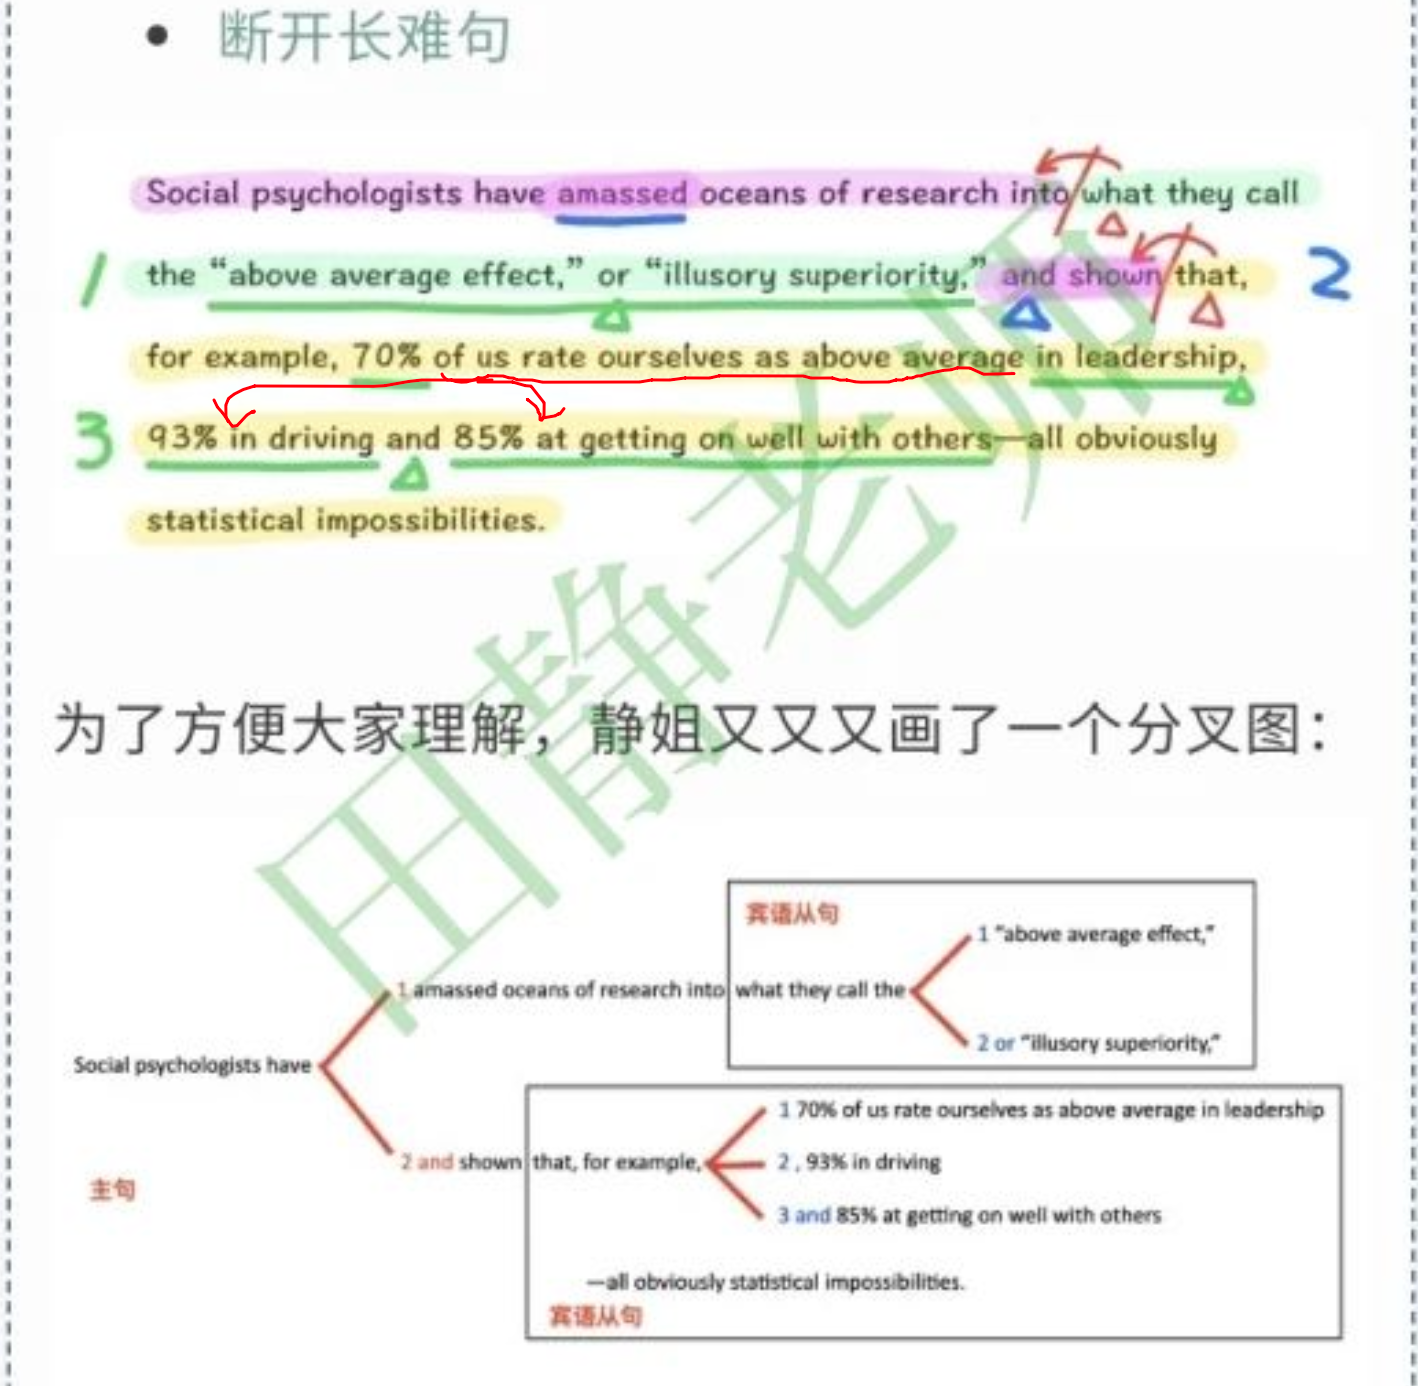 断开长难句
Social psychologists have amassed oceans of research into what they call
the “above average effect,” or “illusory superiority,” and shown that,
for example, 70% of us rate ourselves as above average in leadership,
93% in driving and 85% at getting on well with others—all obviously
statistical impossibilities.
1
2
3
为了方便大家理解，静姐又又又画了一个分叉图：
宾语从句
1 “above average effect,”
1 amassed oceans of research into what they call the
2 or “illusory superiority,”
Social psychologists have
1 70% of us rate ourselves as above average in leadership
2 and shown that, for example,
2 , 93% in driving
主句
3 and 85% at getting on well with others
—all obviously statistical impossibilities.
宾语从句
田静老师